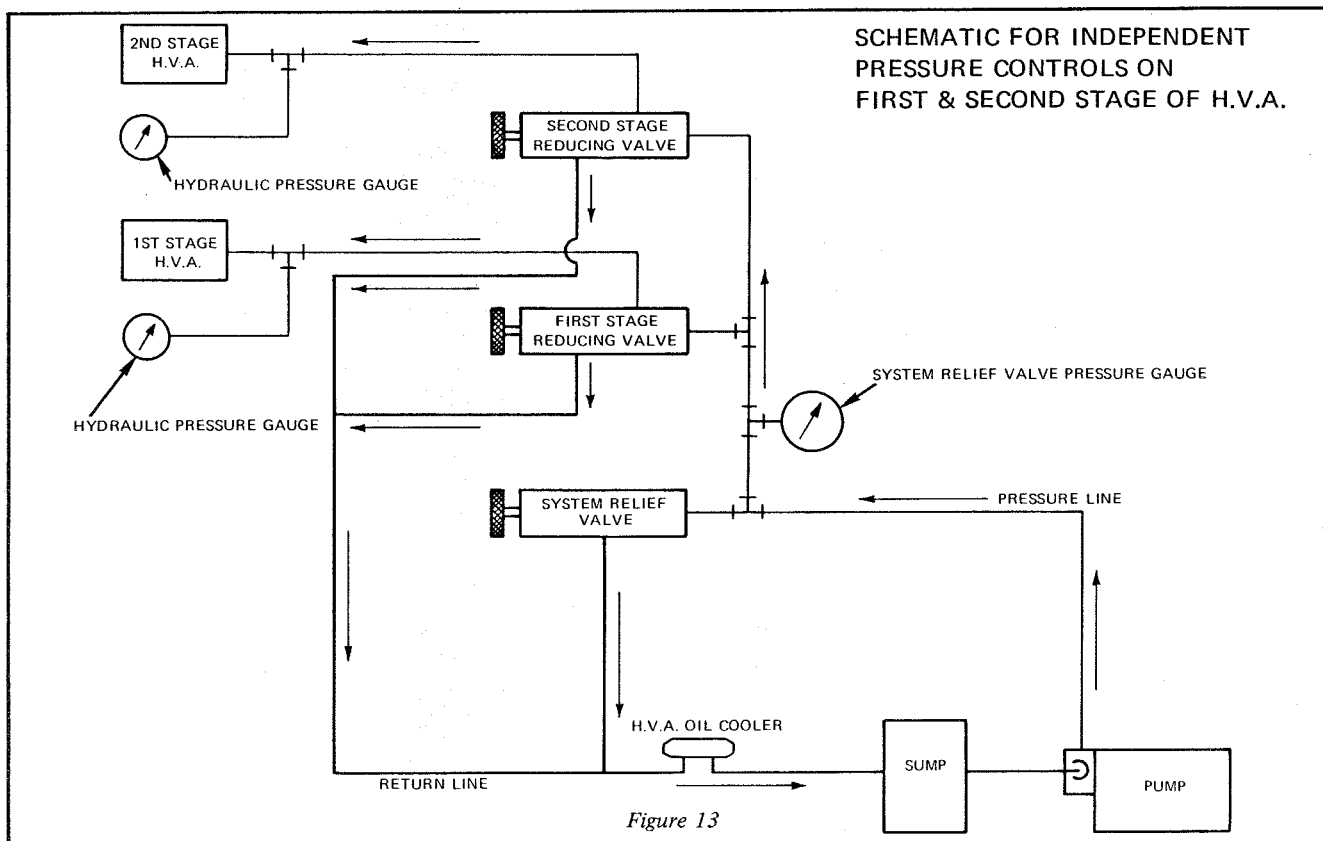 SCHEMATIC FOR INDEPENDENT
PRESSURE CONTROLS ON
FIRST & SECOND STAGE OF H.V.A.
2ND STAGE
H.V.A.
SECOND STAGE
REDUCING VALVE
HYDRAULIC PRESSURE GAUGE
1ST STAGE
H.V.A.
FIRST STAGE
REDUCING VALVE
SYSTEM RELIEF VALVE PRESSURE GAUGE
HYDRAULIC PRESSURE GAUGE
SYSTEM RELIEF
VALVE
PRESSURE LINE
H.V.A. OIL COOLER
SUMP
PUMP
RETURN LINE
Figure 13